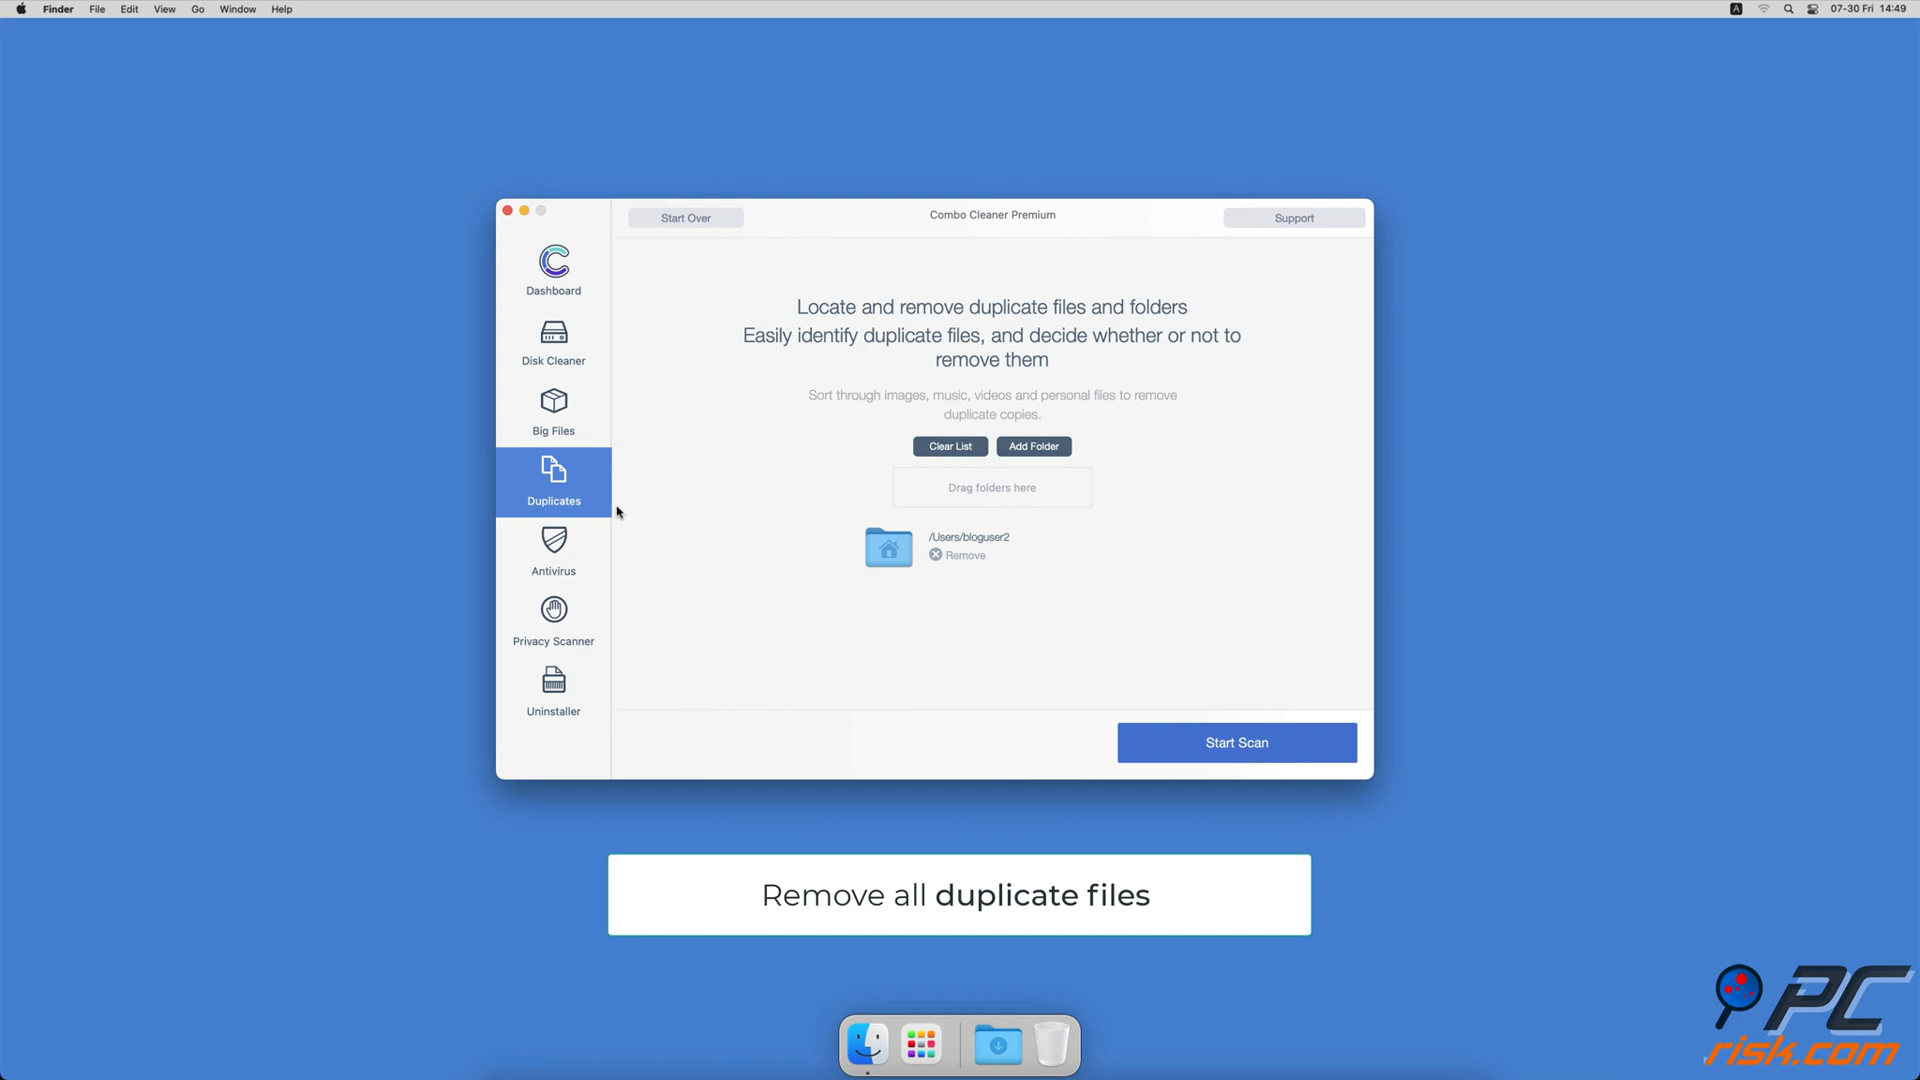 Finder File Edit View Go Window Help
A 07-30 Fri 14:49
Start Over
Combo Cleaner Premium
Support
Dashboard
Disk Cleaner
Big Files
Duplicates
Antivirus
Privacy Scanner
Uninstaller
Locate and remove duplicate files and folders
Easily identify duplicate files, and decide whether or not to
remove them
Sort through images, music, videos and personal files to remove
duplicate copies.
Clear List Add Folder
Drag folders here
/Users/bloguser2
Remove
Start Scan
Remove all duplicate files
PC
risk.com